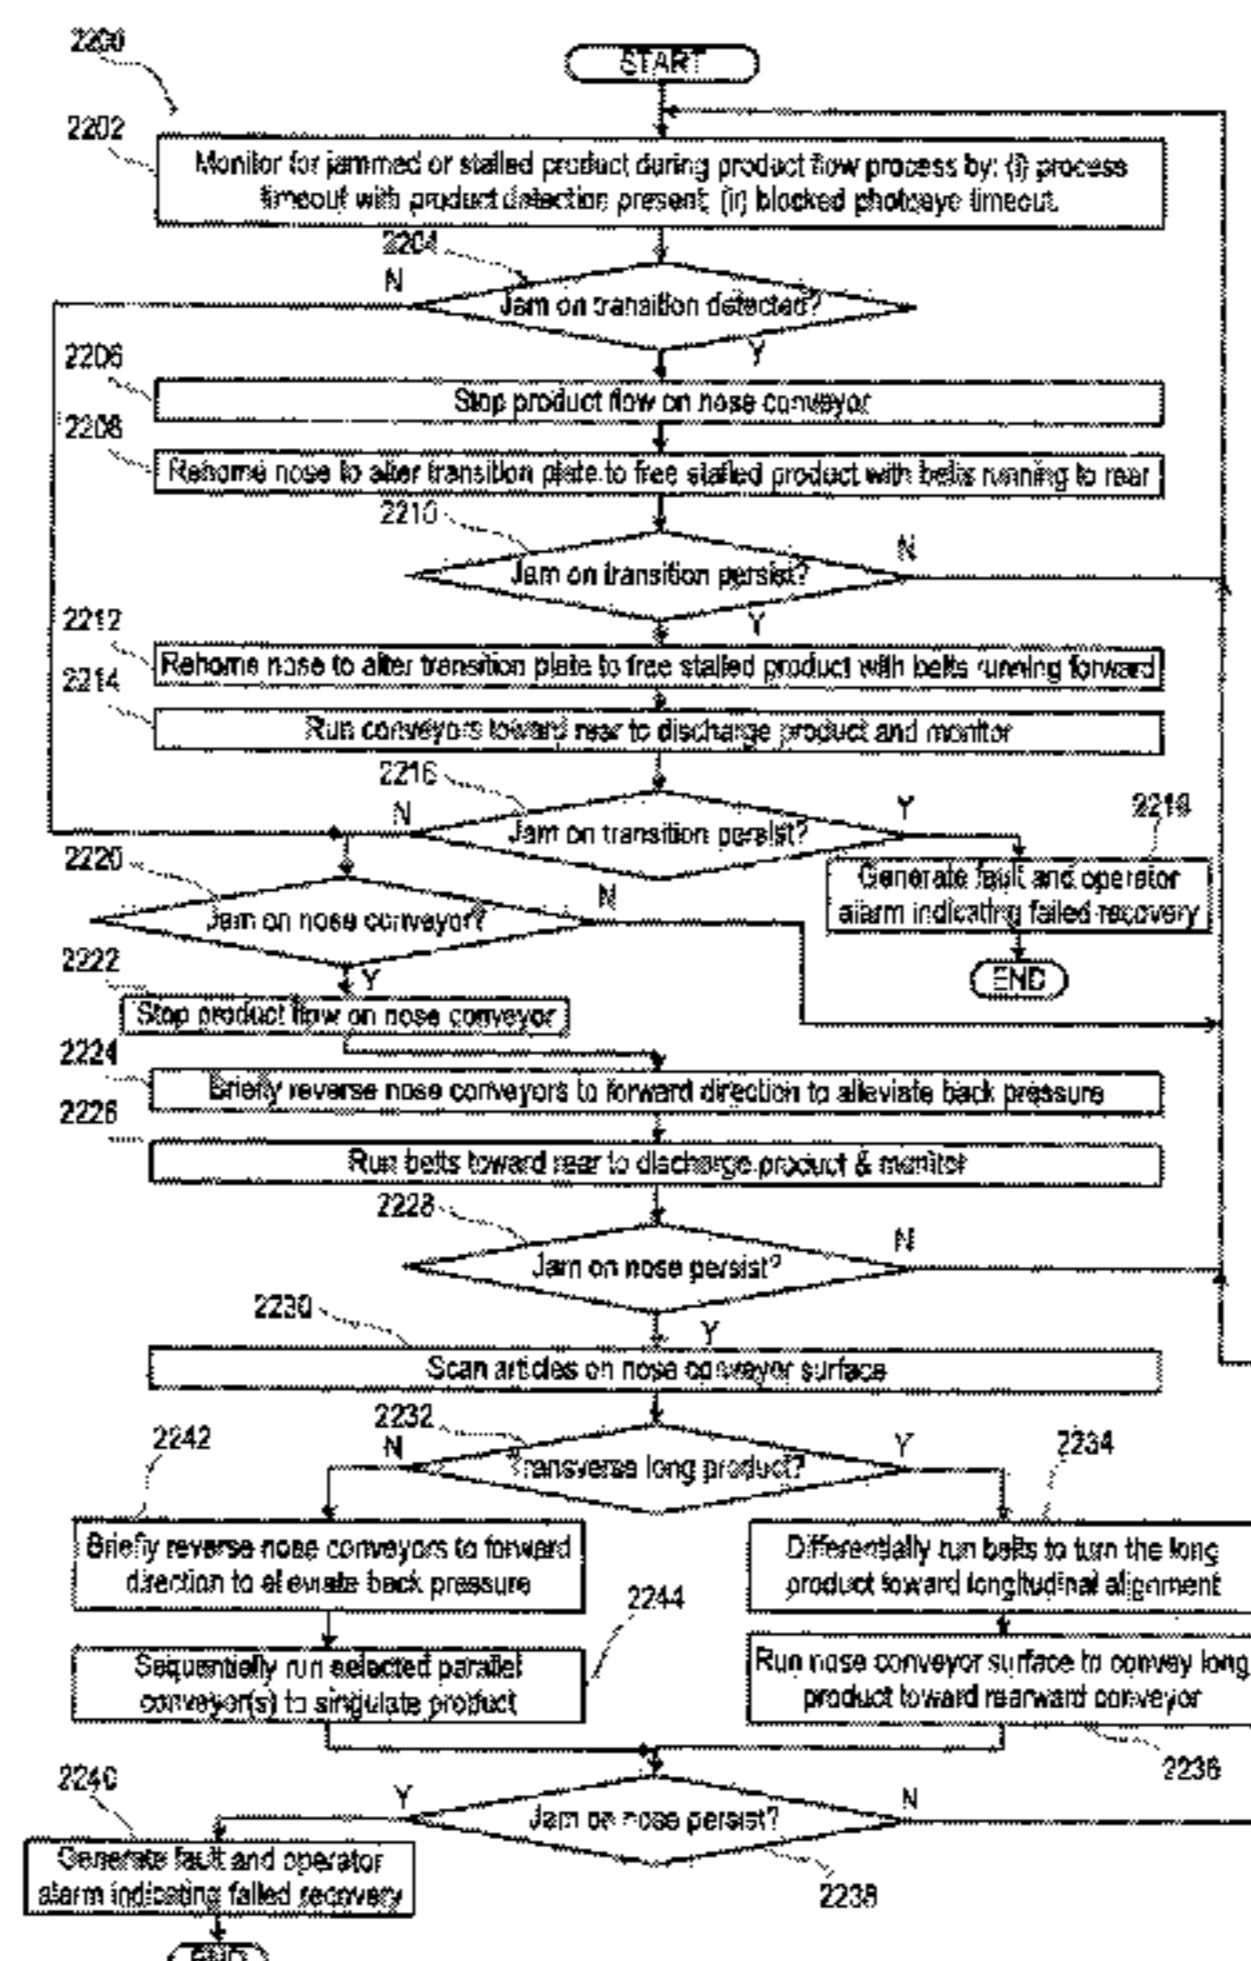 2200
START
2202
Monitor for jammed or stalled product during product flow process by: (i) process
timeout with product detection present; (ii) blocked photoeye timeout.
2204
N
Jam on transition detected?
Y
2206
Stop product flow on nose conveyor
2208
Rehome nose to alter transition plate to free stalled product with belts running to rear
2210
N
Jam on transition persist?
Y
2212
Rehome nose to alter transition plate to free stalled product with belts running forward
2214
Run conveyors toward rear to discharge product and monitor
2216
N
Y
2218
Jam on transition persist?
Generate fault and operator
alarm indicating failed recovery
END
2220
N
Jam on nose conveyor?
Y
2222
Stop product flow on nose conveyor
2224
Briefly reverse nose conveyors to forward direction to alleviate back pressure
2226
Run belts toward rear to discharge product & monitor
2228
N
Jam on nose persist?
Y
2230
Scan articles on nose conveyor surface
2232
N
Y
Transverse long product?
2242
2234
Briefly reverse nose conveyors to forward
direction to alleviate back pressure
Differentially run belts to turn the long
product toward longitudinal alignment
2244
Sequentially run selected parallel
conveyor(s) to singulate product
Run nose conveyor surface to convey long
product toward rearward conveyor
2236
2240
Y
N
Jam on nose persist?
2238
Generate fault and operator
alarm indicating failed recovery
END